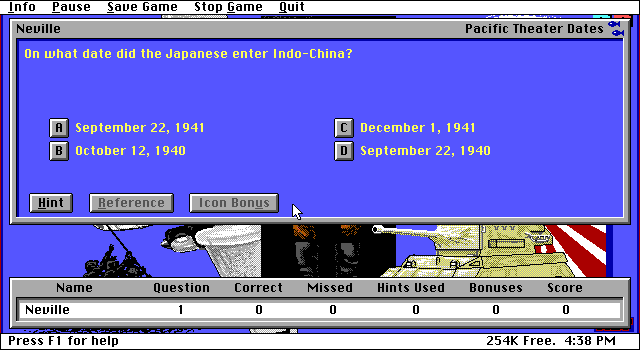 Info Pause Save Game Stop Game Quit
Neville Pacific Theater Dates
On what date did the Japanese enter Indo-China?
A September 22, 1941 C December 1, 1941
B October 12, 1940 D September 22, 1940
Hint Reference Icon Bonus
Name Question Correct Missed Hints Used Bonuses Score
Neville 1 0 0 0 0 0
Press F1 for help 254K Free. 4:38 PM